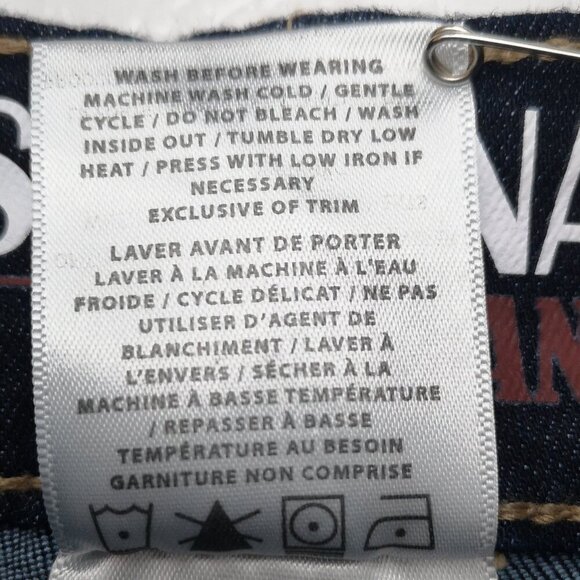 WASH BEFORE WEARING
MACHINE WASH COLD / GENTLE
CYCLE / DO NOT BLEACH / WASH
INSIDE OUT / TUMBLE DRY LOW
HEAT / PRESS WITH LOW IRON IF
NECESSARY
EXCLUSIVE OF TRIM
LAVER AVANT DE PORTER
LAVER À LA MACHINE À L'EAU
FROIDE / CYCLE DÉLICAT / NE PAS
UTILISER D'AGENT DE
BLANCHIMENT / LAVER À
L'ENVERS / SÉCHER À LA
MACHINE À BASSE TEMPÉRATURE
/ REPASSER À BASSE
TEMPÉRATURE AU BESOIN
GARNITURE NON COMPRISE
S NA
AN